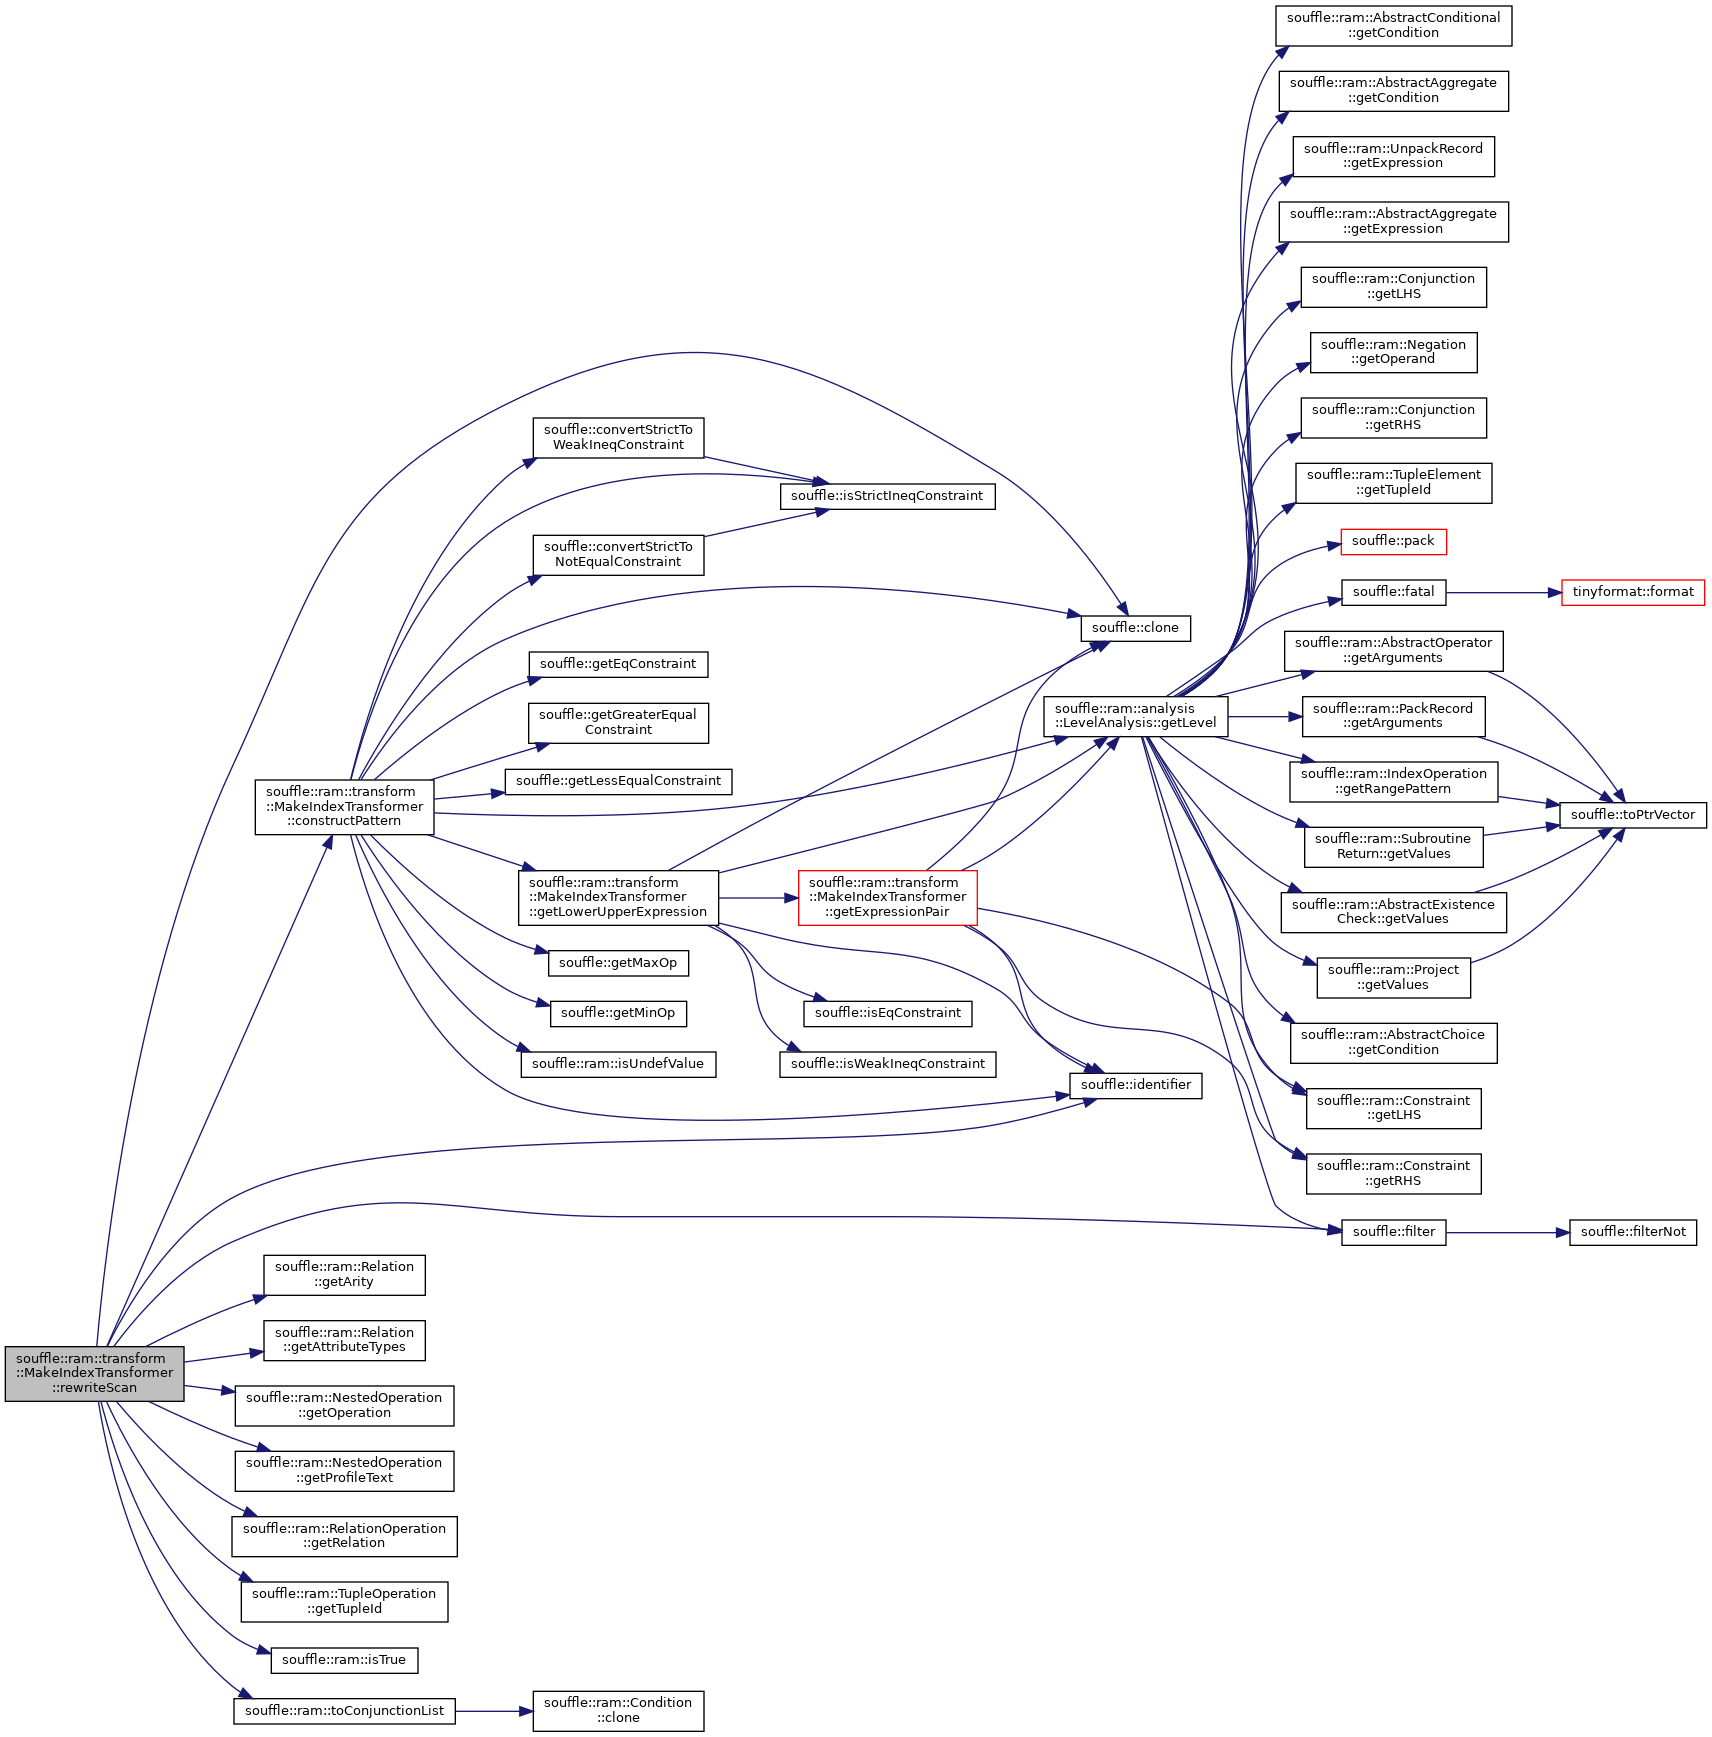 souffle::ram::transform
::MakeIndexTransformer
::rewriteScan
souffle::ram::transform
::MakeIndexTransformer
::constructPattern
souffle::ram::Relation
::getArity
souffle::ram::Relation
::getAttributeTypes
souffle::ram::NestedOperation
::getOperation
souffle::ram::NestedOperation
::getProfileText
souffle::ram::RelationOperation
::getRelation
souffle::ram::TupleOperation
::getTupleId
souffle::ram::isTrue
souffle::ram::toConjunctionList
souffle::convertStrictTo
WeakIneqConstraint
souffle::convertStrictTo
NotEqualConstraint
souffle::getEqConstraint
souffle::getGreaterEqual
Constraint
souffle::getLessEqualConstraint
souffle::ram::transform
::MakeIndexTransformer
::getLowerUpperExpression
souffle::getMaxOp
souffle::getMinOp
souffle::ram::isUndefValue
souffle::ram::Condition
::clone
souffle::isStrictIneqConstraint
souffle::ram::transform
::MakeIndexTransformer
::getExpressionPair
souffle::isEqConstraint
souffle::isWeakIneqConstraint
souffle::clone
souffle::ram::analysis
::LevelAnalysis::getLevel
souffle::identifier
souffle::ram::AbstractConditional
::getCondition
souffle::ram::AbstractAggregate
::getCondition
souffle::ram::UnpackRecord
::getExpression
souffle::ram::AbstractAggregate
::getExpression
souffle::ram::Conjunction
::getLHS
souffle::ram::Negation
::getOperand
souffle::ram::Conjunction
::getRHS
souffle::ram::TupleElement
::getTupleId
souffle::pack
souffle::fatal
souffle::ram::AbstractOperator
::getArguments
souffle::ram::PackRecord
::getArguments
souffle::ram::IndexOperation
::getRangePattern
souffle::ram::Subroutine
Return::getValues
souffle::ram::AbstractExistence
Check::getValues
souffle::ram::Project
::getValues
souffle::ram::AbstractChoice
::getCondition
souffle::ram::Constraint
::getLHS
souffle::ram::Constraint
::getRHS
souffle::filter
tinyformat::format
souffle::toPtrVector
souffle::filterNot